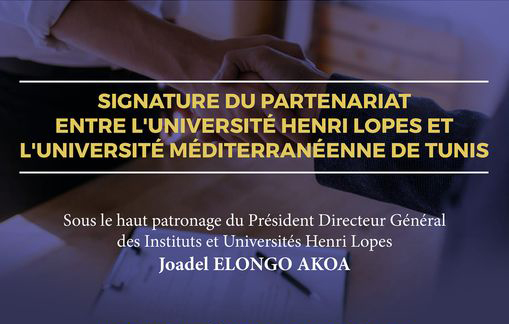 SIGNATURE DU PARTENARIAT
ENTRE L'UNIVERSITÉ HENRI LOPES ET
L'UNIVERSITÉ MÉDITERRANÉENNE DE TUNIS
Sous le haut patronage du Président Directeur Général
des Instituts et Universités Henri Lopes
Joadel ELONGO AKOA